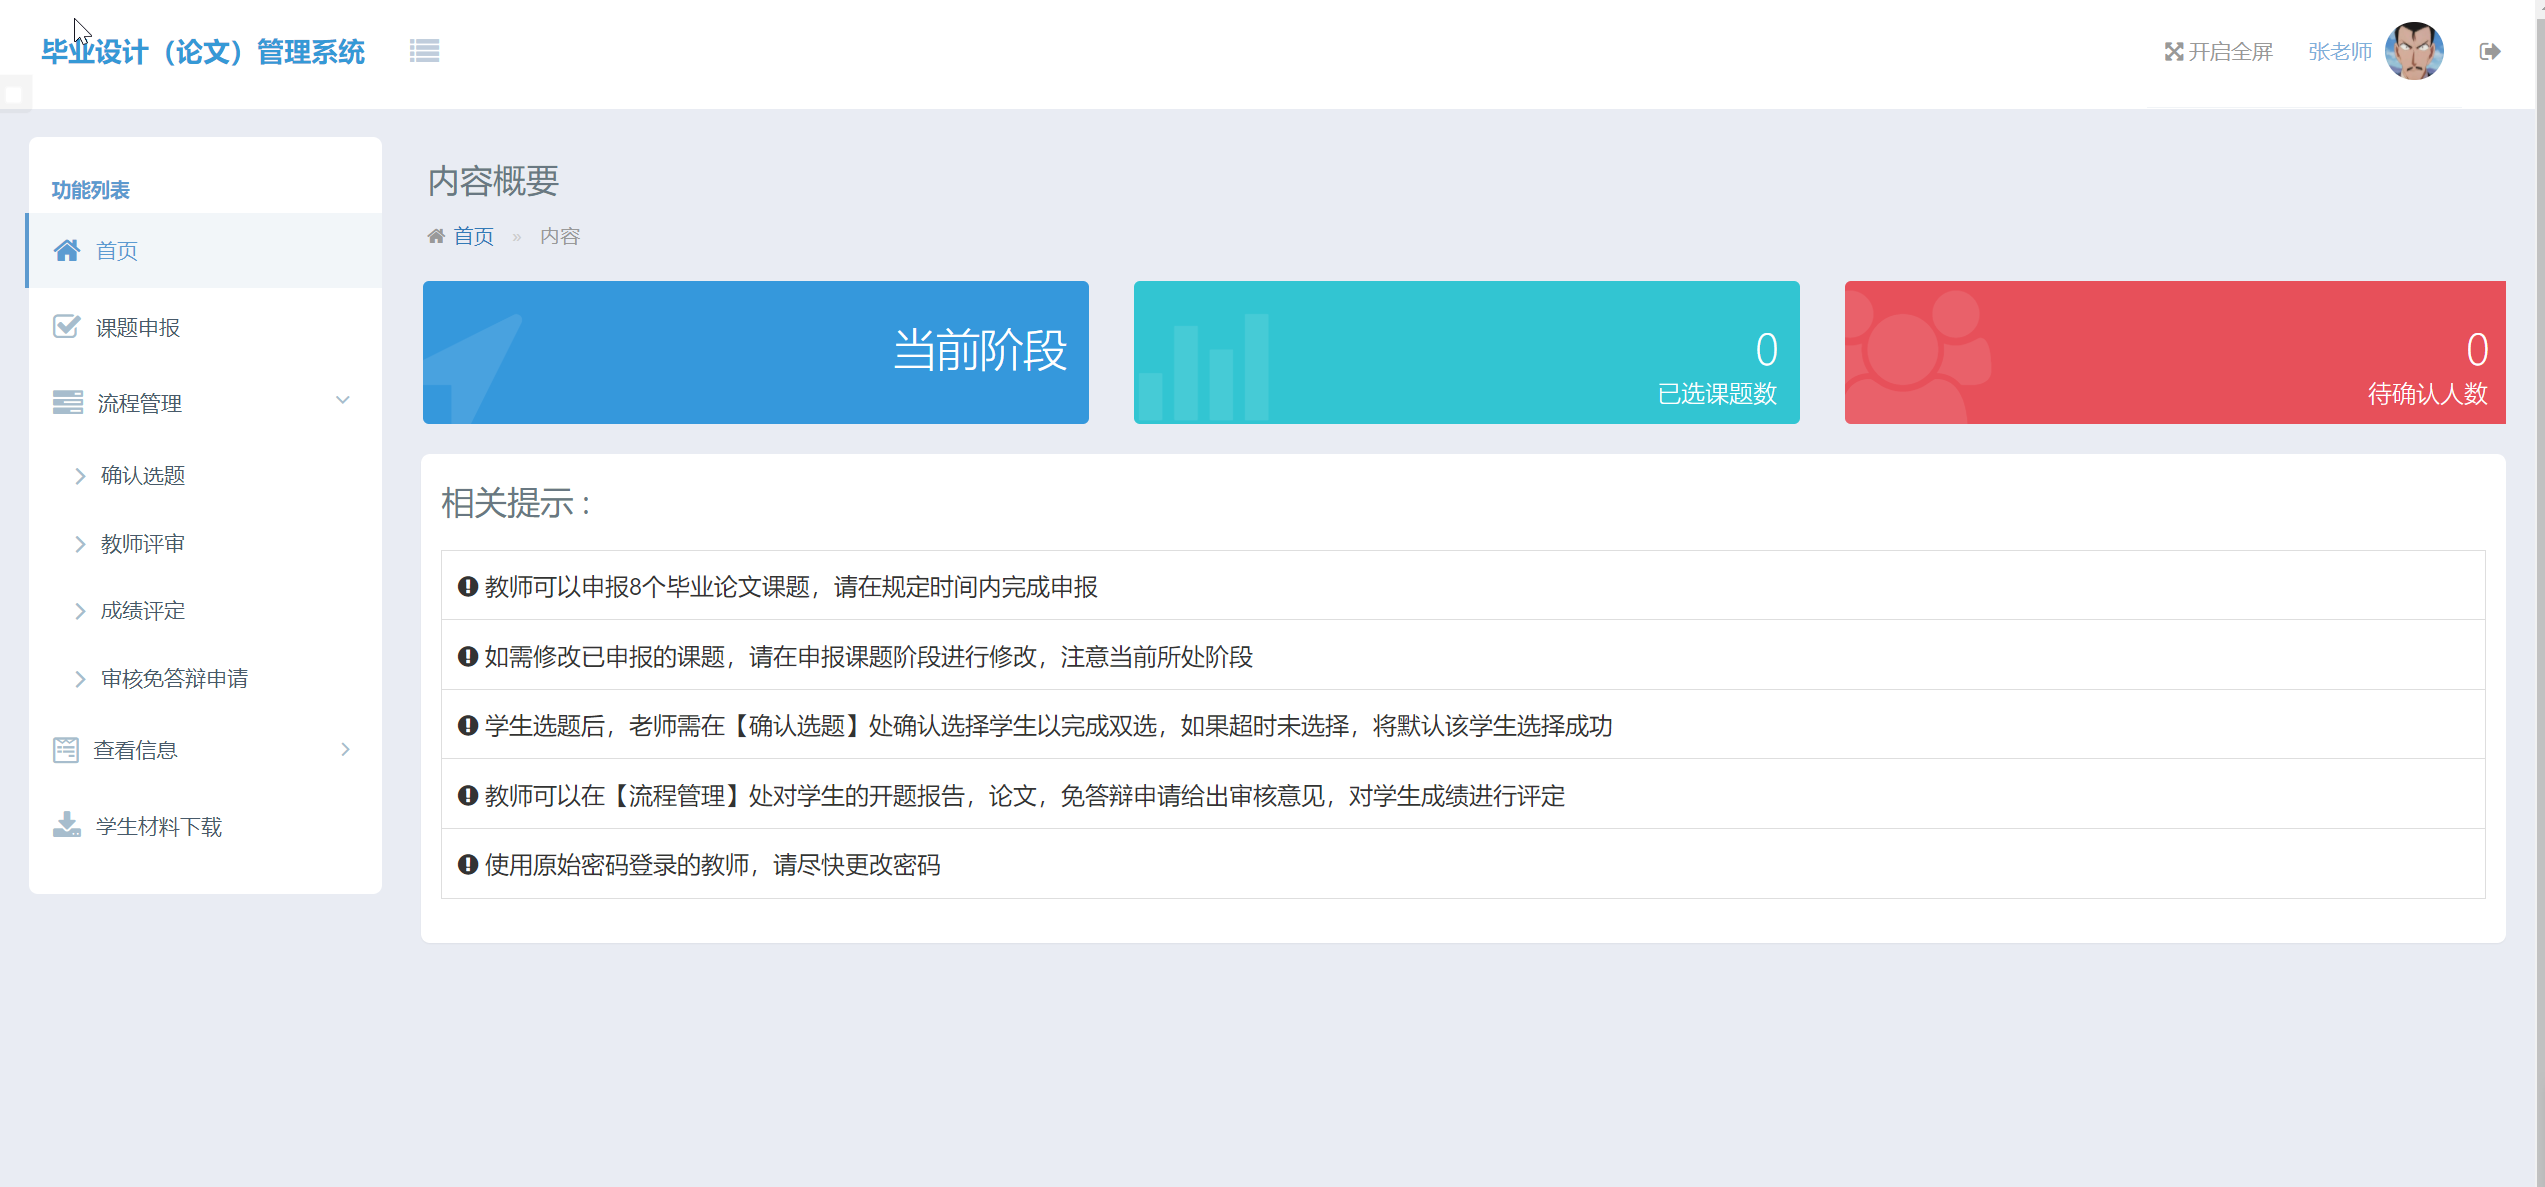 毕业设计（论文）管理系统
开启全屏 张老师
功能列表
首页
课题申报
流程管理
确认选题
教师评审
成绩评定
审核免答辩申请
查看信息
学生材料下载
内容概要
首页 » 内容
当前阶段
0
已选课题数
0
待确认人数
相关提示：
教师可以申报8个毕业论文课题，请在规定时间内完成申报
如需修改已申报的课题，请在申报课题阶段进行修改，注意当前所处阶段
学生选题后，老师需在【确认选题】处确认选择学生以完成双选，如果超时未选择，将默认该学生选择成功
教师可以在【流程管理】处对学生的开题报告，论文，免答辩申请给出审核意见，对学生成绩进行评定
使用原始密码登录的教师，请尽快更改密码